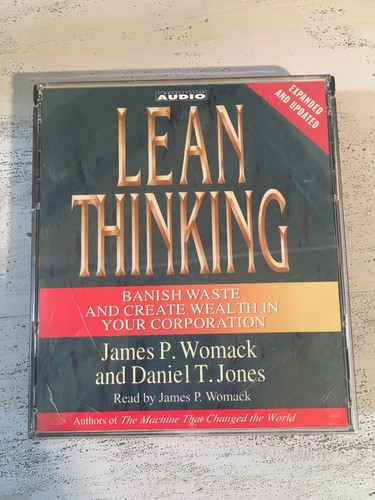 AUDIO
EXPANDED
AND UPDATED
LEAN
THINKING
BANISH WASTE
AND CREATE WEALTH IN
YOUR CORPORATION
James P. Womack
and Daniel T. Jones
Read by James P. Womack
Authors of The Machine That Changed the World